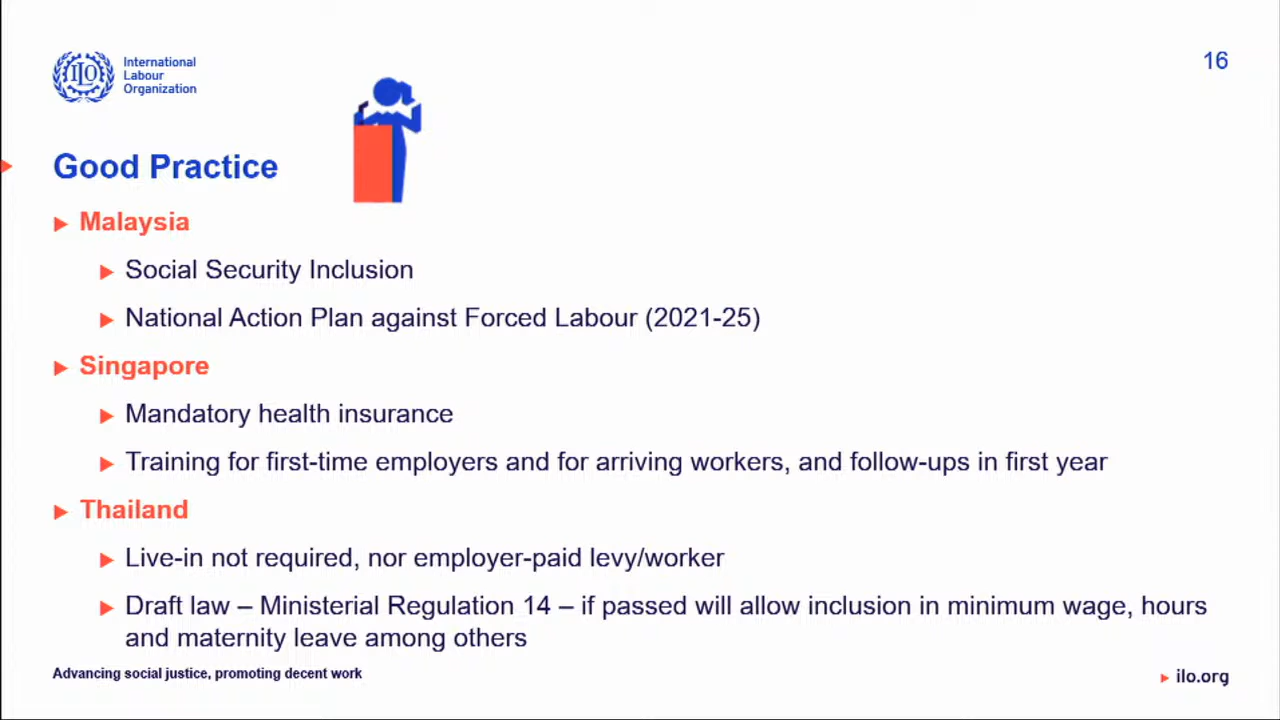 International
Labour
Organization
16
Good Practice
Malaysia
Social Security Inclusion
National Action Plan against Forced Labour (2021-25)
Singapore
Mandatory health insurance
Training for first-time employers and for arriving workers, and follow-ups in first year
Thailand
Live-in not required, nor employer-paid levy/worker
Draft law – Ministerial Regulation 14 – if passed will allow inclusion in minimum wage, hours
and maternity leave among others
Advancing social justice, promoting decent work
ilo.org